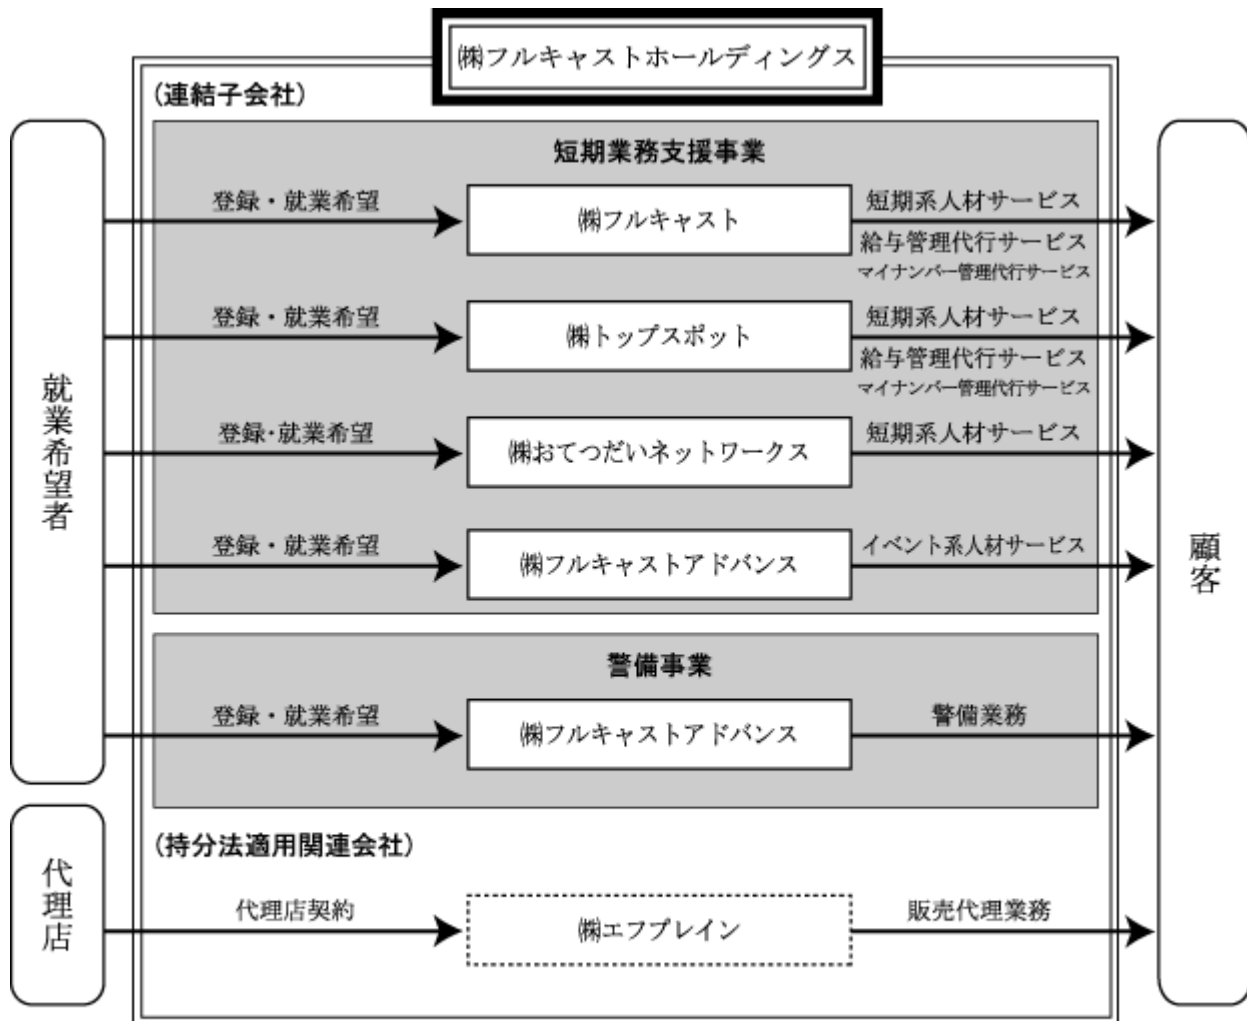 ㈱フルキャストホールディングス
(連結子会社)
短期業務支援事業
登録・就業希望
㈱フルキャスト
短期系人材サービス
給与管理代行サービス
マイナンバー管理代行サービス
登録・就業希望
㈱トップスポット
短期系人材サービス
給与管理代行サービス
マイナンバー管理代行サービス
登録・就業希望
㈱おてつだいネットワークス
短期系人材サービス
登録・就業希望
㈱フルキャストアドバンス
イベント系人材サービス
就業希望者
顧客
警備事業
登録・就業希望
㈱フルキャストアドバンス
警備業務
(持分法適用関連会社)
代理店
代理店契約
㈱エフプレイン
販売代理業務